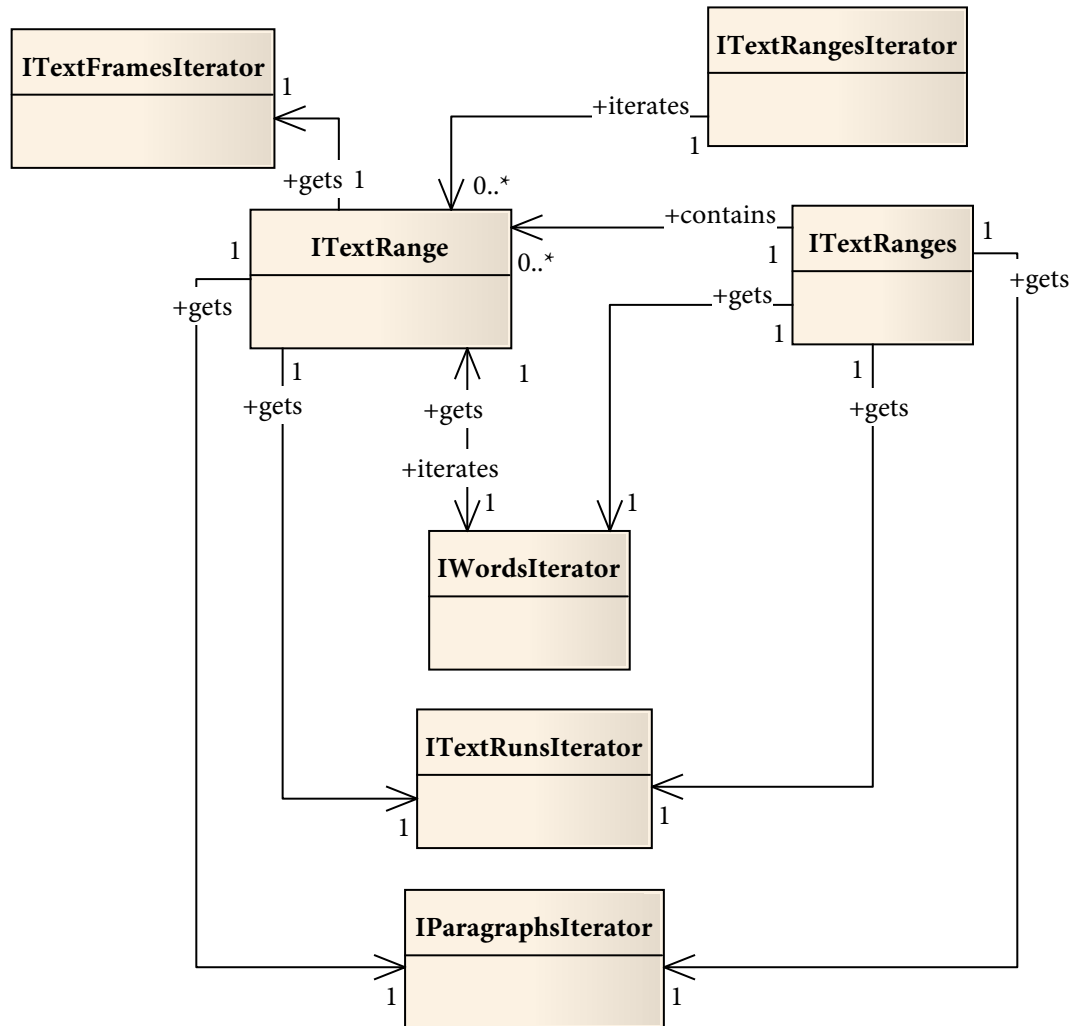 ITextRangesIterator
ITextFramesIterator
1
+iterates
1
+gets 1
0..*
+contains
1
ITextRange
1
0..*
ITextRanges
1
+gets
+gets
1
+gets
1
+gets
1
+gets
1
+gets
1
+iterates
1
1
IWordsIterator
ITextRunsIterator
1
1
IParagraphsIterator
1
1